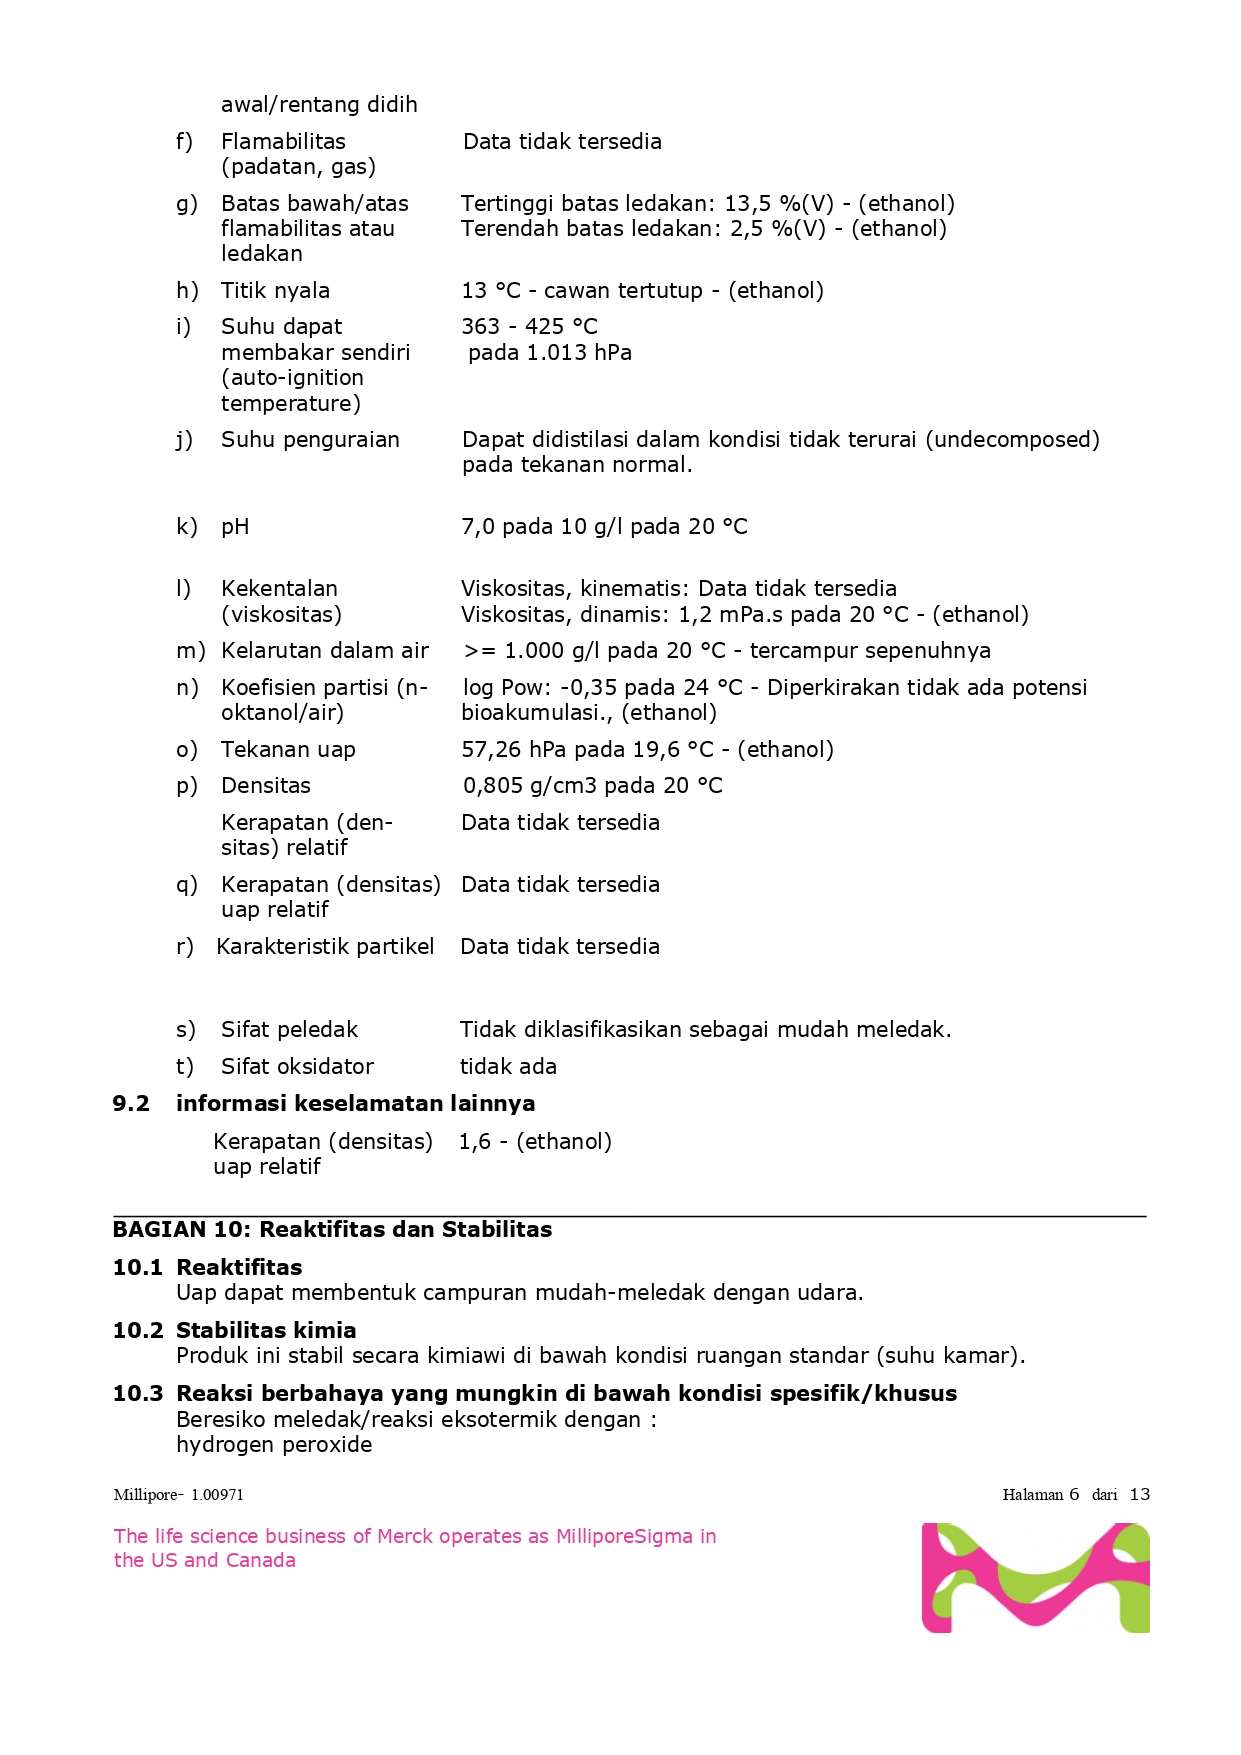 awal/rentang didih
f) Flamabilitas Data tidak tersedia
(padatan, gas)
g) Batas bawah/atas Tertinggi batas ledakan: 13,5 %(V) - (ethanol)
flamabilitas atau Terendah batas ledakan: 2,5 %(V) - (ethanol)
ledakan
h) Titik nyala 13 °C - cawan tertutup - (ethanol)
i) Suhu dapat 363 - 425 °C
membakar sendiri pada 1.013 hPa
(auto-ignition
temperature)
j) Suhu penguraian Dapat didistilasi dalam kondisi tidak terurai (undecomposed)
pada tekanan normal.
k) pH 7,0 pada 10 g/l pada 20 °C
l) Kekentalan Viskositas, kinematis: Data tidak tersedia
(viskositas) Viskositas, dinamis: 1,2 mPa.s pada 20 °C - (ethanol)
m) Kelarutan dalam air >= 1.000 g/l pada 20 °C - tercampur sepenuhnya
n) Koefisien partisi (n- log Pow: -0,35 pada 24 °C - Diperkirakan tidak ada potensi
oktanol/air) bioakumulasi., (ethanol)
o) Tekanan uap 57,26 hPa pada 19,6 °C - (ethanol)
p) Densitas 0,805 g/cm3 pada 20 °C
Kerapatan (den- Data tidak tersedia
sitas) relatif
q) Kerapatan (densitas) Data tidak tersedia
uap relatif
r) Karakteristik partikel Data tidak tersedia
s) Sifat peledak Tidak diklasifikasikan sebagai mudah meledak.
t) Sifat oksidator tidak ada
9.2 informasi keselamatan lainnya
Kerapatan (densitas) 1,6 - (ethanol)
uap relatif
BAGIAN 10: Reaktifitas dan Stabilitas
10.1 Reaktifitas
Uap dapat membentuk campuran mudah-meledak dengan udara.
10.2 Stabilitas kimia
Produk ini stabil secara kimiawi di bawah kondisi ruangan standar (suhu kamar).
10.3 Reaksi berbahaya yang mungkin di bawah kondisi spesifik/khusus
Beresiko meledak/reaksi eksotermik dengan :
hydrogen peroxide
Millipore- 1.00971 Halaman 6 dari 13
The life science business of Merck operates as MilliporeSigma in
the US and Canada